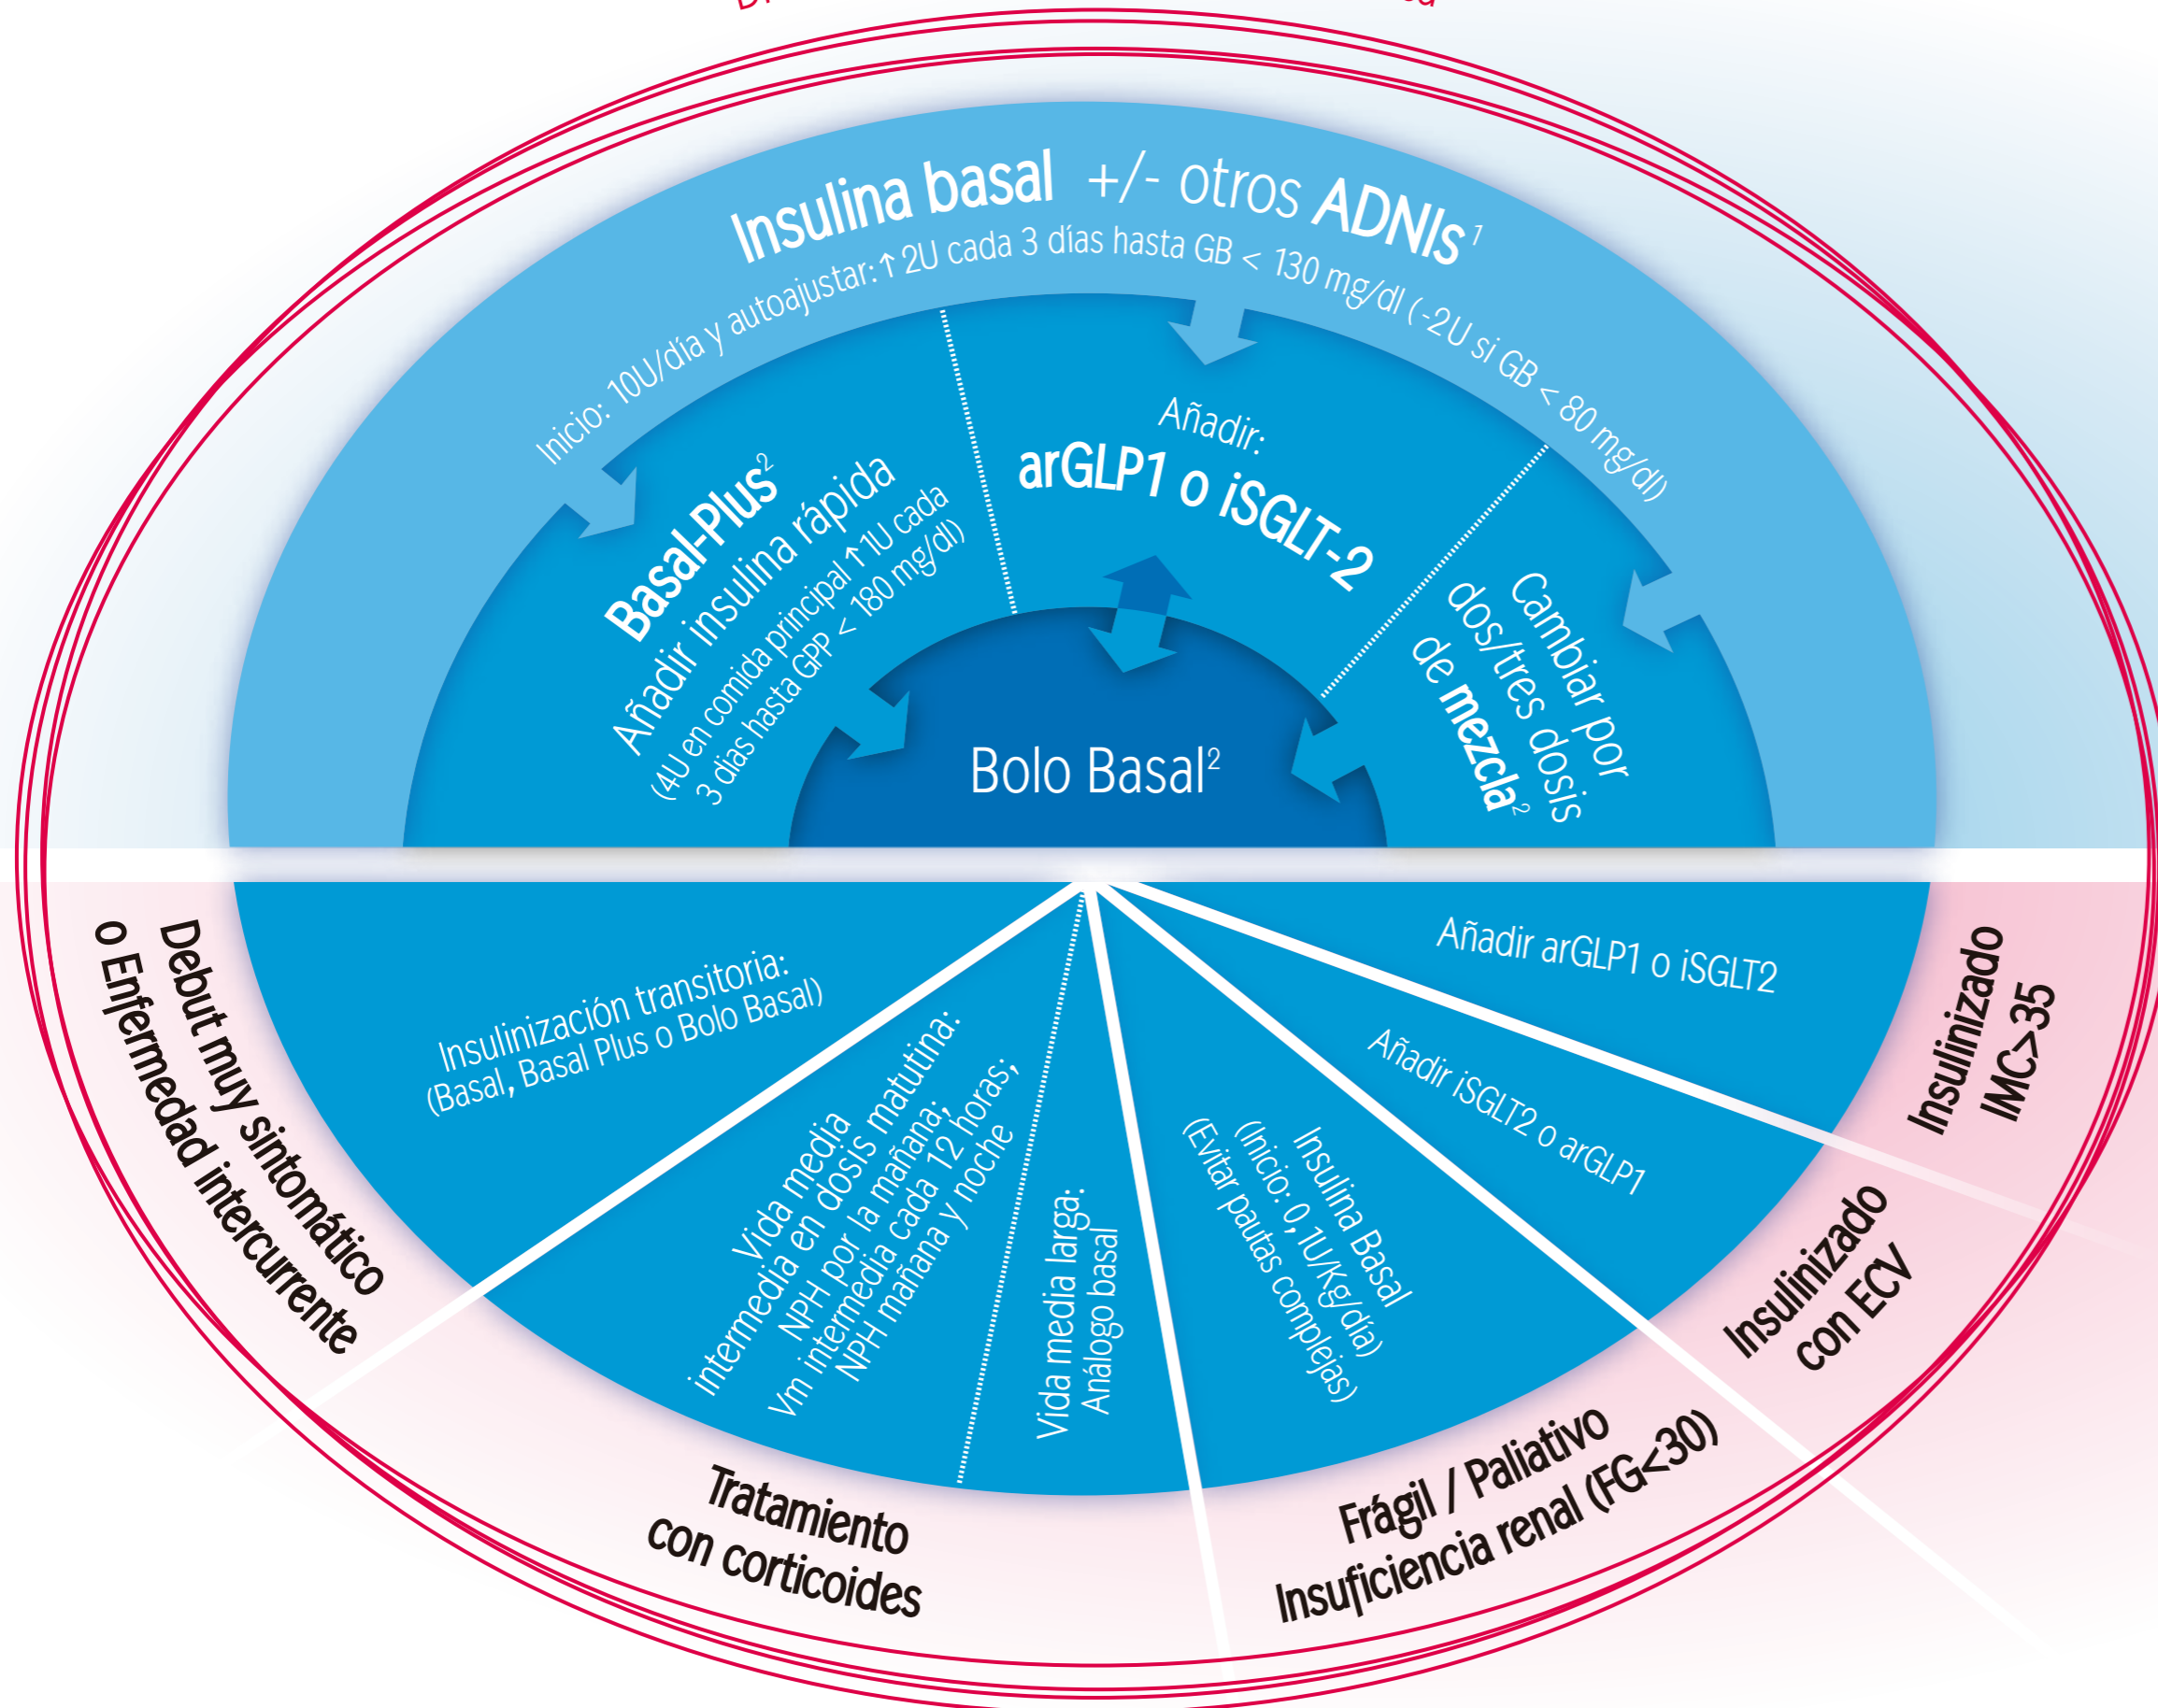 Insulina basal +/- otros ADNIs¹
Inicio: 10U/día y autoajustar: ↑ 2U cada 3 días hasta GB < 130 mg/dl (-2U si GB < 80 mg/dl)
Basal-Plus²
Añadir insulina rápida
(4U en comida principal ↑ 1U cada
3 dias hasta GPP < 180 mg/dl)
Añadir:
arGLP1 o iSGLT-2
Cambiar por
dos/tres dosis
de mezcla²
Bolo Basal²
Debut muy sintomático
o Enfermedad intercurrente
Insulinización transitoria:
(Basal, Basal Plus o Bolo Basal)
Tratamiento
con corticoides
Vida media
intermedia en dosis matutina:
NPH por la mañana;
Vm intermedia cada 12 horas;
NPH mañana y noche
Vida media larga:
Análogo basal
Frágil / Paliativo
Insuficiencia renal (FG<30)
Insulina Basal
(Inicio: 0,1U/Kg/día)
(Evitar pautas complejas)
Insulinizado
con ECV
Añadir iSGLT2 o arGLP1
Insulinizado
IMC>35
Añadir arGLP1 o iSGLT2